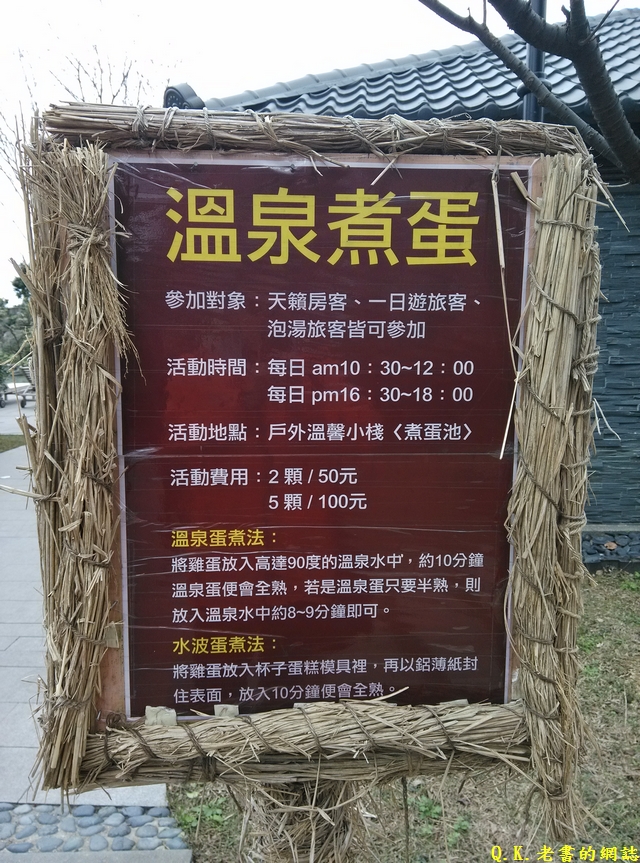 溫泉煮蛋
參加對象：天籟房客、一日遊旅客、
泡湯旅客皆可參加
活動時間：每日 am10：30~12：00
每日 pm16：30~18：00
活動地點：戶外溫馨小棧〈煮蛋池〉
活動費用：2 顆 / 50元
5 顆 / 100元
溫泉蛋煮法：
將雞蛋放入高達90度的溫泉水中，約10分鐘
溫泉蛋便會全熟，若是溫泉蛋只要半熟，則
放入溫泉水中約8~9分鐘即可。
水波蛋煮法：
將雞蛋放入杯子蛋糕模具裡，再以鋁薄紙封
住表面，放入10分鐘便會全熟。
Q.K.老書的網誌